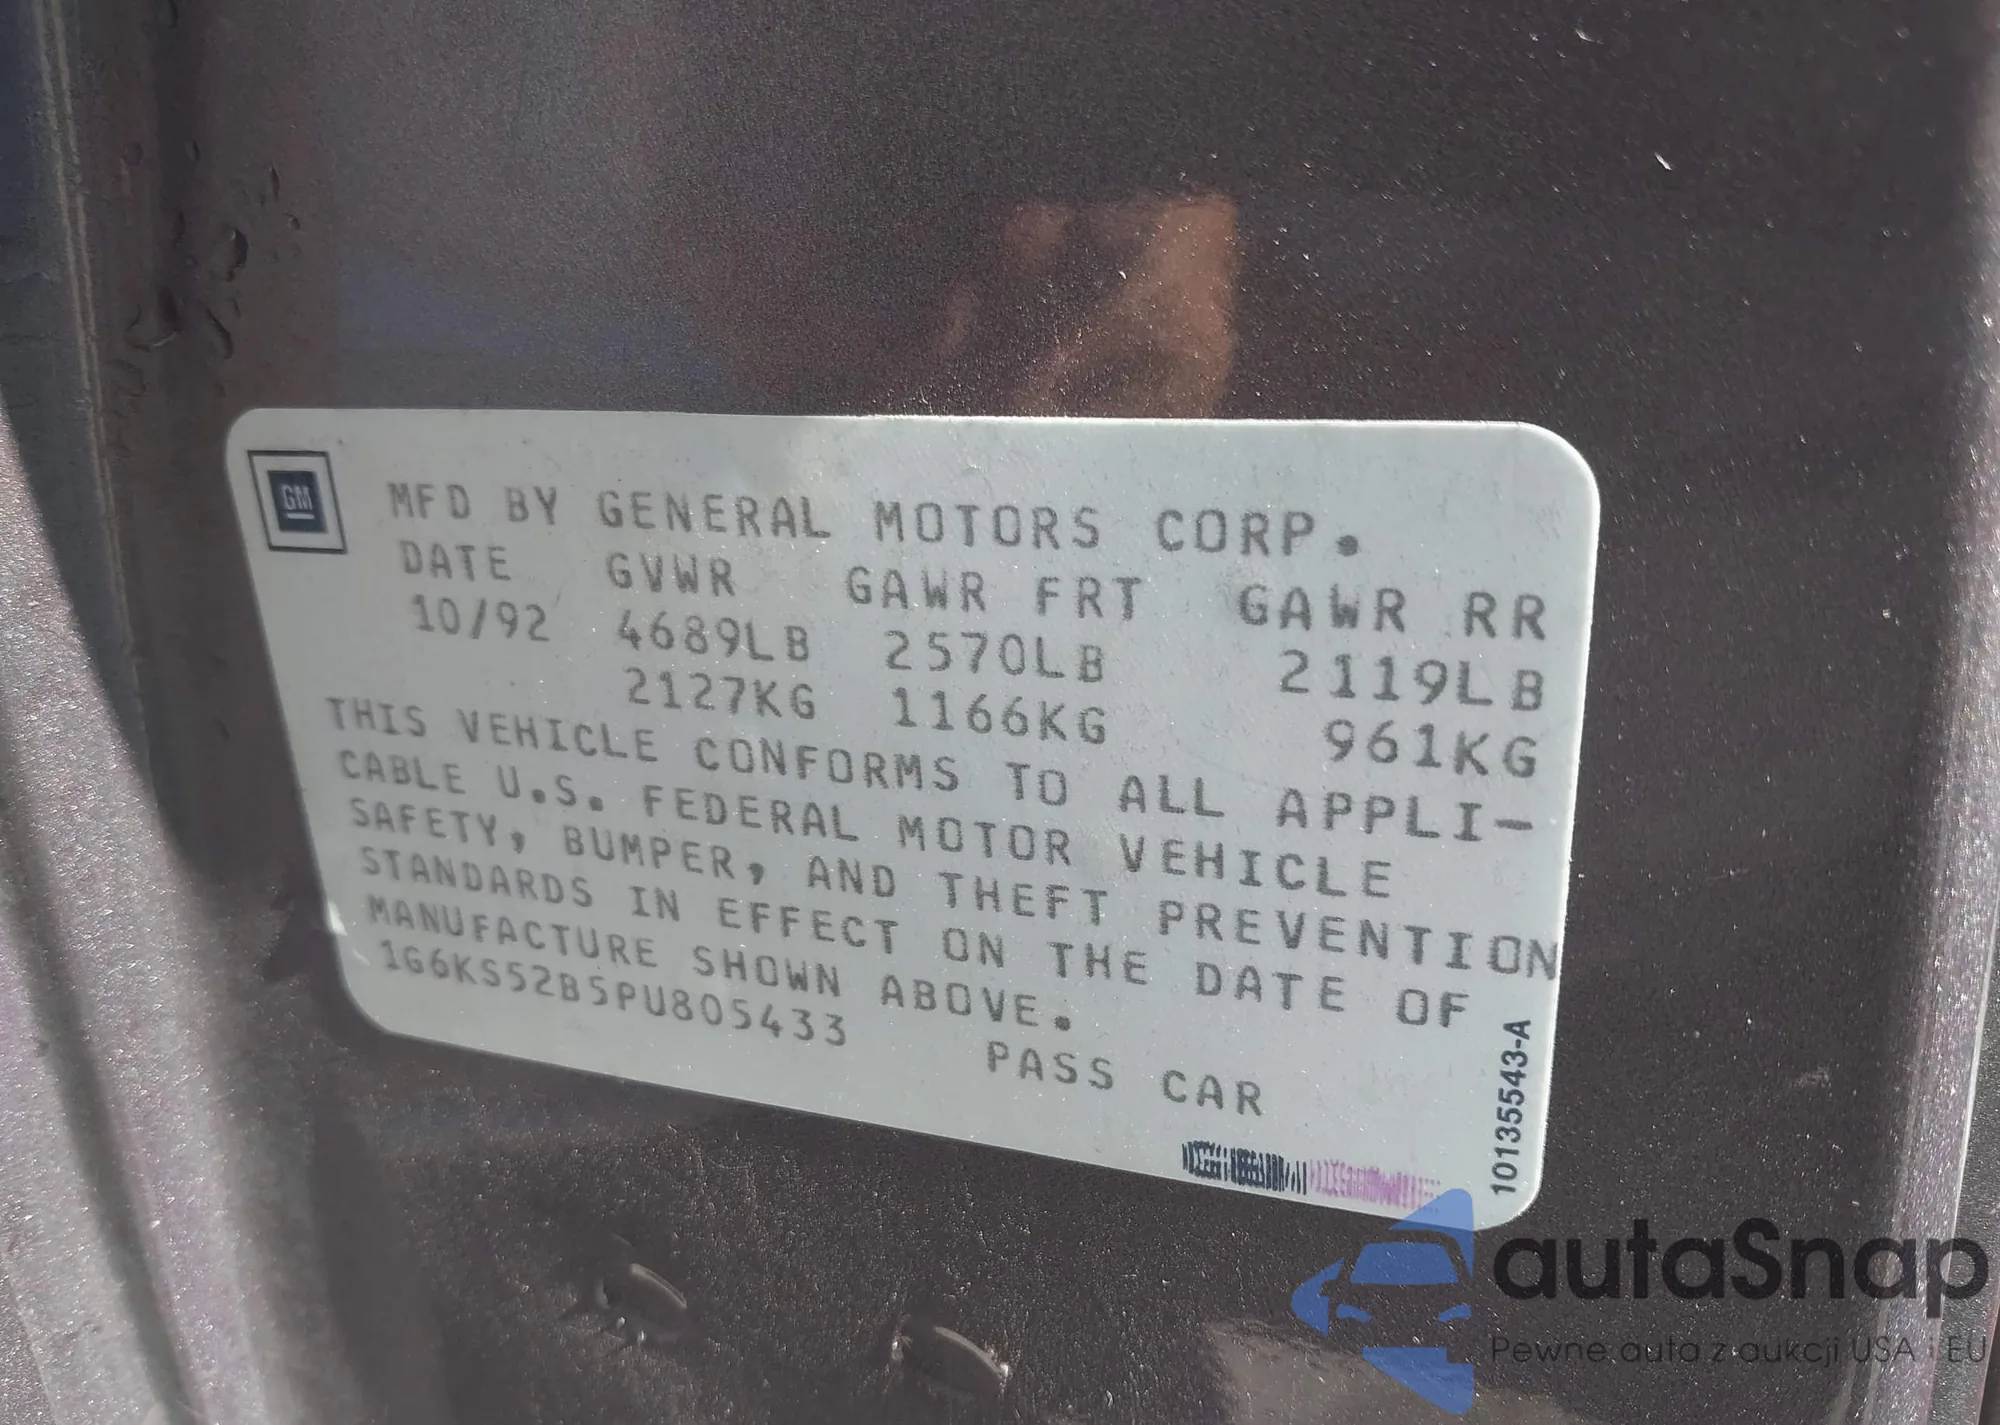 GM
MFD BY GENERAL MOTORS CORP.
DATE GVWR GAWR FRT GAWR RR
10/92 4689LB 2570LB 2119LB
2127KG 1166KG 961KG
THIS VEHICLE CONFORMS TO ALL APPLI-
CABLE U.S. FEDERAL MOTOR VEHICLE
SAFETY, BUMPER, AND THEFT PREVENTION
STANDARDS IN EFFECT ON THE DATE OF
MANUFACTURE SHOWN ABOVE.
1G6KS52B5PU805433 PASS CAR
10135543-A
autaSnap
Pewne auta z aukcji USA i EU